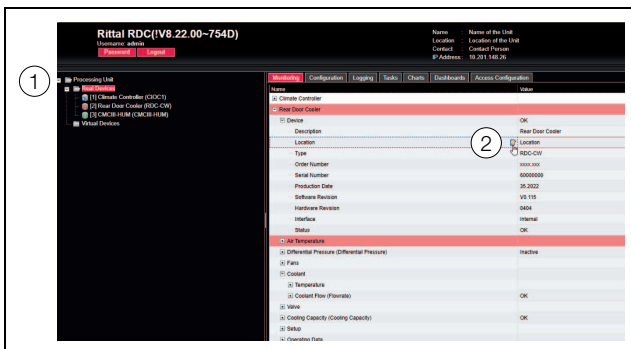 Rittal RDC(!V8.22.00~754D)
Username: admin
Password Logout
Name : Name of the Unit
Location : Location of the Unit
Contact : Contact Person
IP Address: 10.201.148.26
1
Processing Unit
Real Devices
[1] Climate Controller (CIOC1)
[2] Rear Door Cooler (RDC-CW)
[3] CMCIII-HUM (CMCIII-HUM)
Virtual Devices
Monitoring Configuration Logging Tasks Charts Dashboards Access Configuration
Name Value
Climate Controller
Rear Door Cooler
Device OK
Description Rear Door Cooler
Location 2 Location
Type RDC-CW
Order Number xxxx.xxx
Serial Number 60000000
Production Date 35.2022
Software Revision V0.115
Hardware Revision 0404
Interface Internal
Status OK
Air Temperature
Differential Pressure (Differential Pressure) Inactive
Fans
Coolant
Temperature
Coolant Flow (Flowrate) OK
Valve
Cooling Capacity (Cooling Capacity) OK
Setup
Operating Data